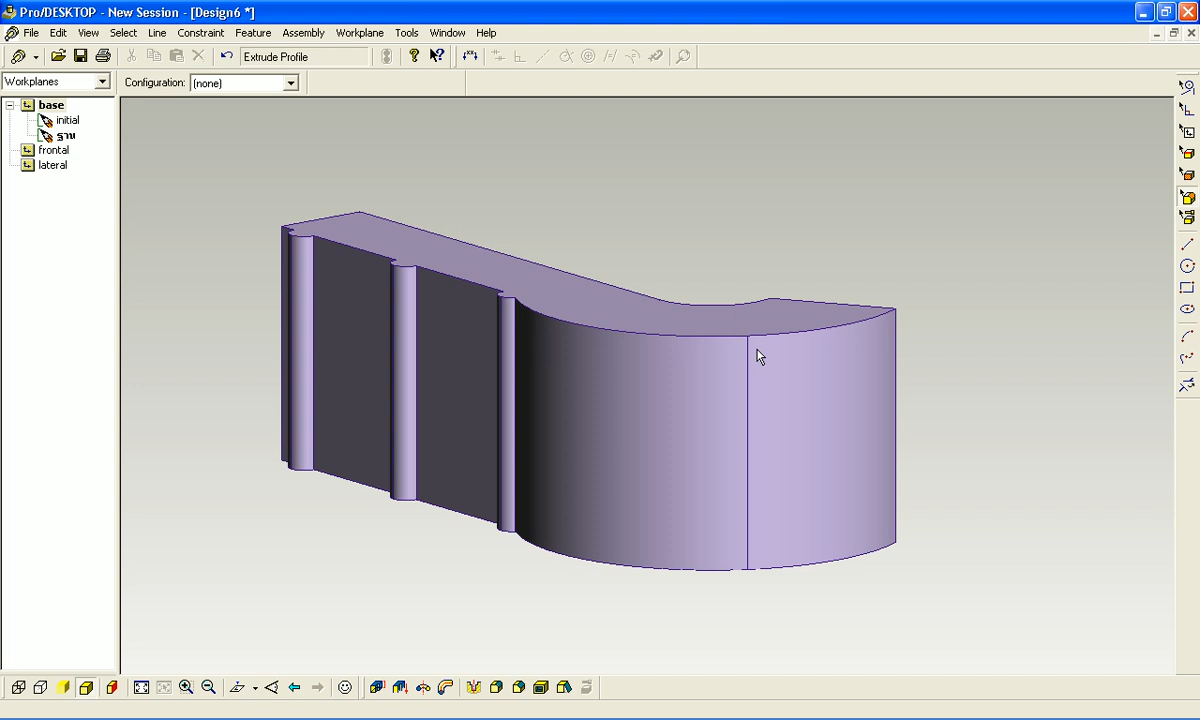 Pro/DESKTOP - New Session - [Design6 *]
File Edit View Select Line Constraint Feature Assembly Workplane Tools Window Help
Extrude Profile
Workplanes Configuration: (none)
base
initial
ฐาน
frontal
lateral